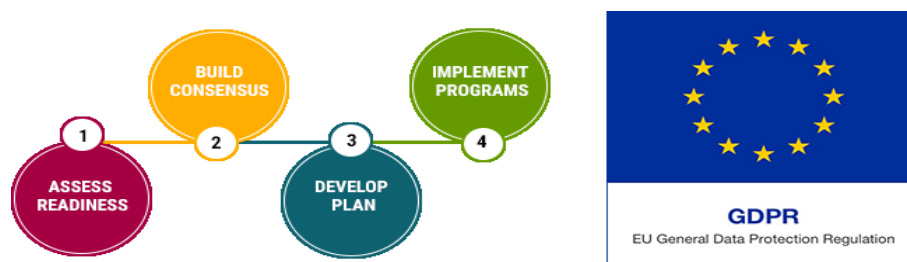 1
ASSESS
READINESS
BUILD
CONSENSUS
2
3
DEVELOP
PLAN
IMPLEMENT
PROGRAMS
4
GDPR
EU General Data Protection Regulation